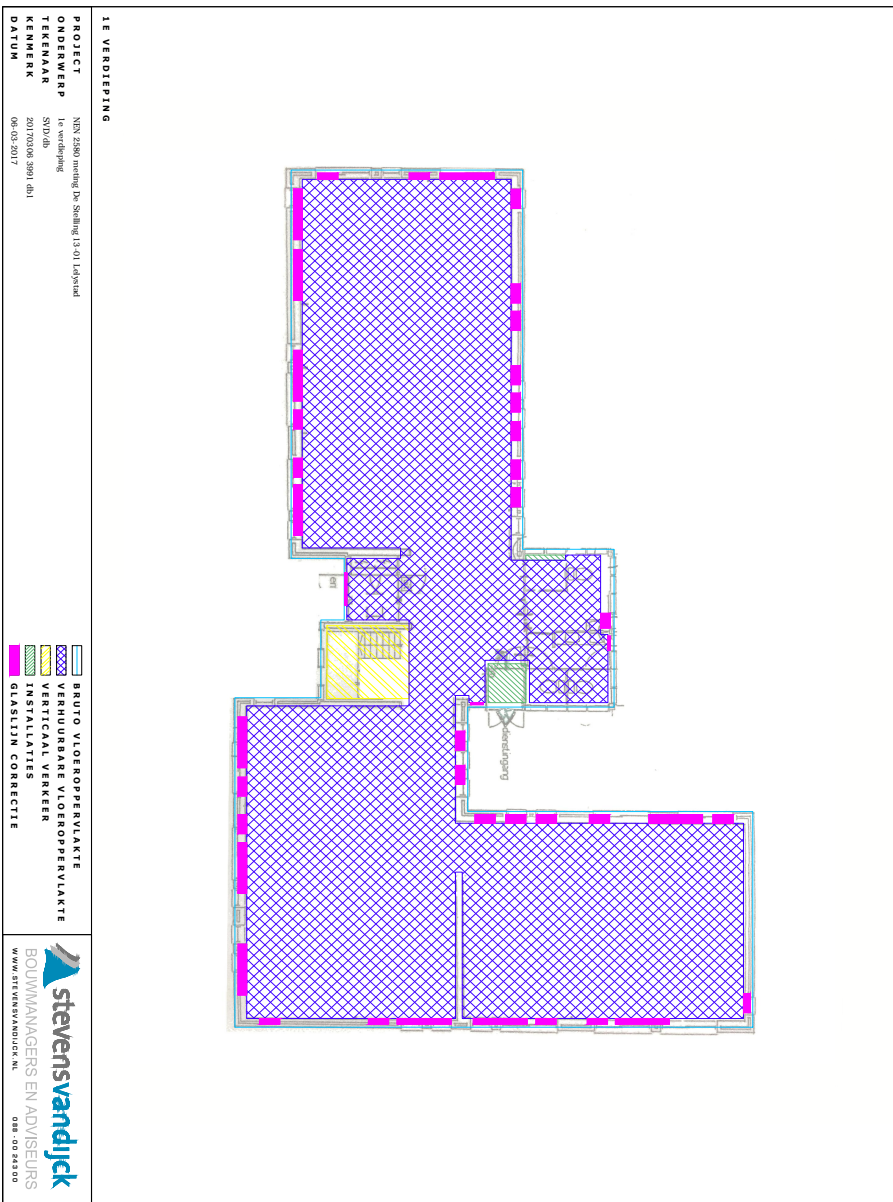 1E VERDIEPING
PROJECT NEN 2580 meting De Stelling 13-01 Lelystad
ONDERWERP 1e verdieping
TEKENAAR SVD/db
KENMERK 20170306 3991 db1
DATUM 06-03-2017
BRUTO VLOEROPPERVLAKTE
VERHUURBARE VLOEROPPERVLAKTE
VERTICAAL VERKEER
INSTALLATIES
GLASLIJN CORRECTIE
stevensvandijck
BOUWMANAGERS EN ADVISEURS
WWW.STEVENSVANDIJCK.NL 088 - 00 243 00
dienstingang
en